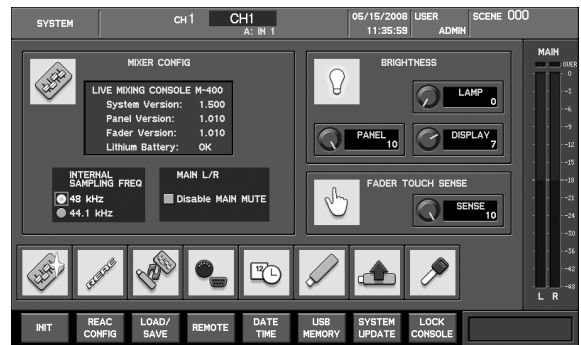 SYSTEM
CH1
CH1
A: IN 1
05/15/2008
11:35:59
USER
ADMIN
SCENE 000
MIXER CONFIG
LIVE MIXING CONSOLE M-400
System Version: 1.500
Panel Version: 1.010
Fader Version: 1.010
Lithium Battery: OK
INTERNAL
SAMPLING FREQ
48 kHz
44.1 kHz
MAIN L/R
Disable MAIN MUTE
BRIGHTNESS
LAMP
0
PANEL
10
DISPLAY
7
FADER TOUCH SENSE
SENSE
10
MAIN
OVER
0
-3
-6
-9
-12
-15
-18
-21
-24
-30
-36
-42
-48
L R
REAC
12
INIT
REAC
CONFIG
LOAD/
SAVE
REMOTE
DATE
TIME
USB
MEMORY
SYSTEM
UPDATE
LOCK
CONSOLE